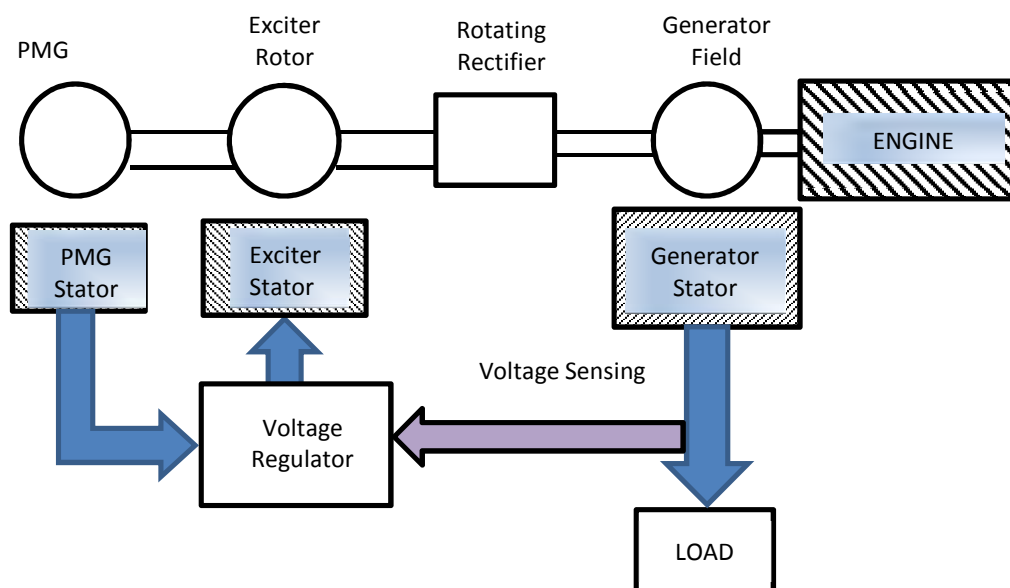 PMG
Exciter
Rotor
Rotating
Rectifier
Generator
Field
ENGINE
PMG
Stator
Exciter
Stator
Generator
Stator
Voltage Sensing
Voltage
Regulator
LOAD